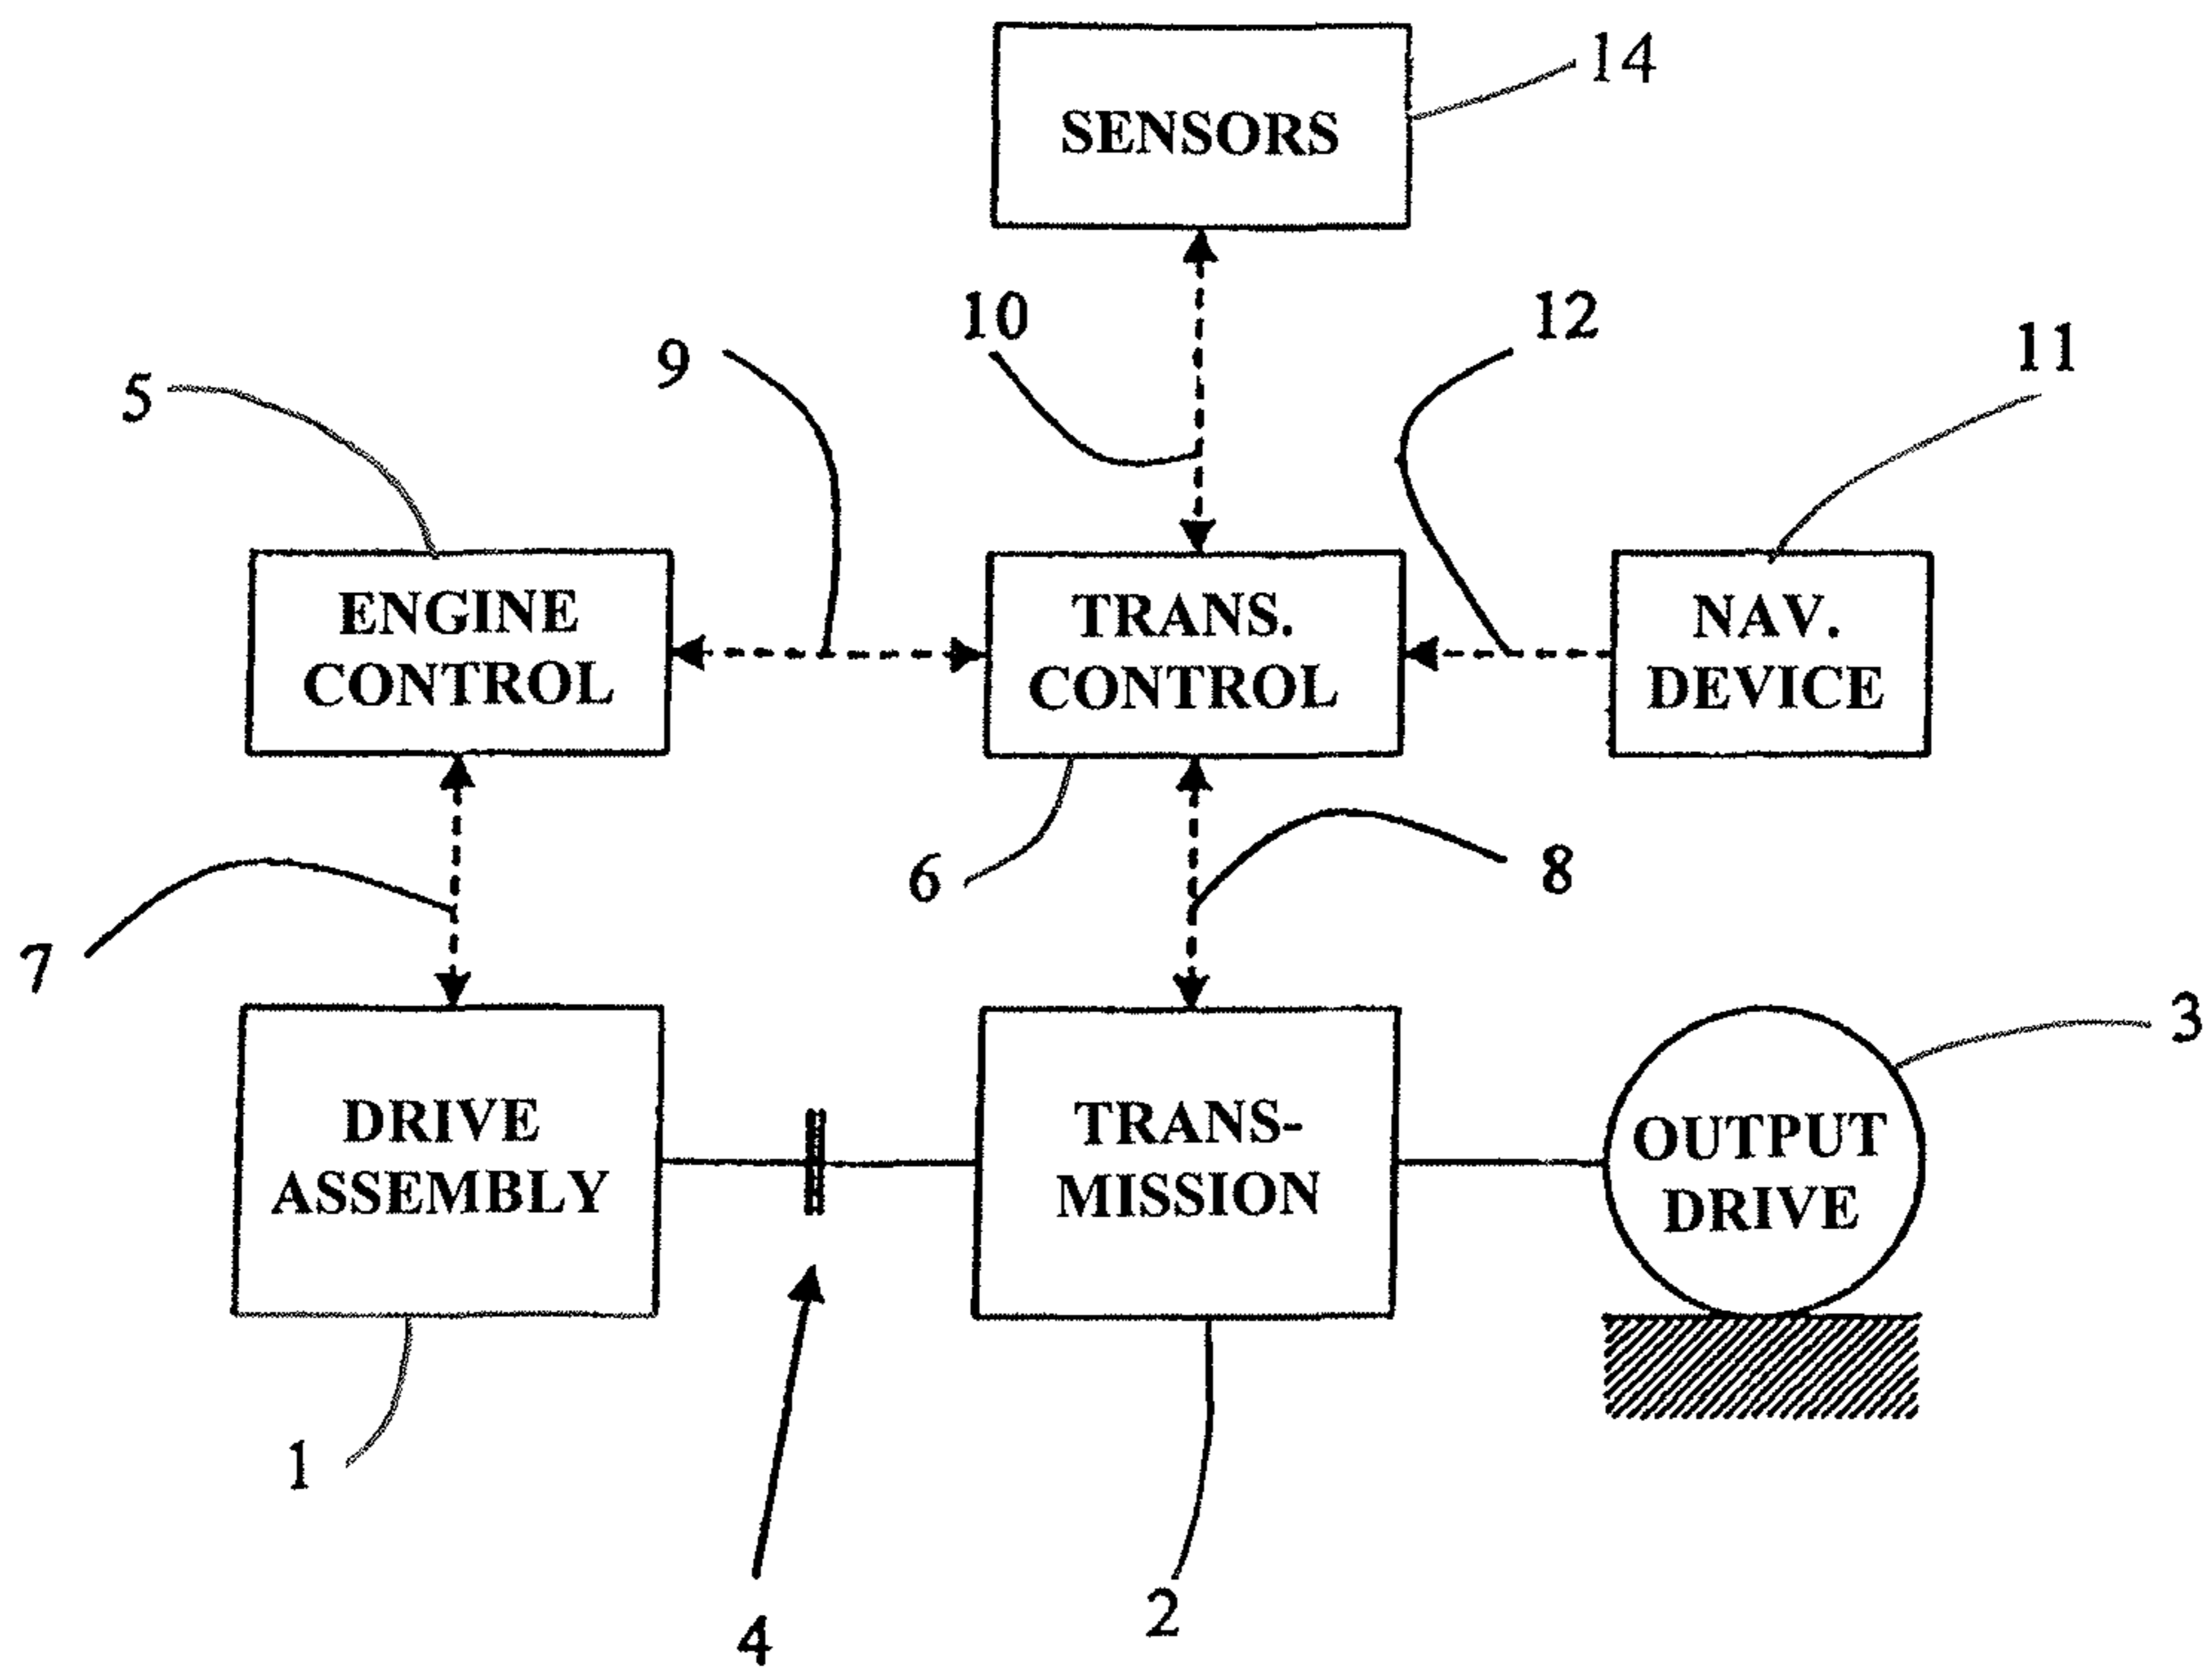 14
SENSORS
10
12
9
11
5
ENGINE
CONTROL
TRANS.
CONTROL
NAV.
DEVICE
6
8
7
3
DRIVE
ASSEMBLY
TRANS-
MISSION
OUTPUT
DRIVE
1
4
2